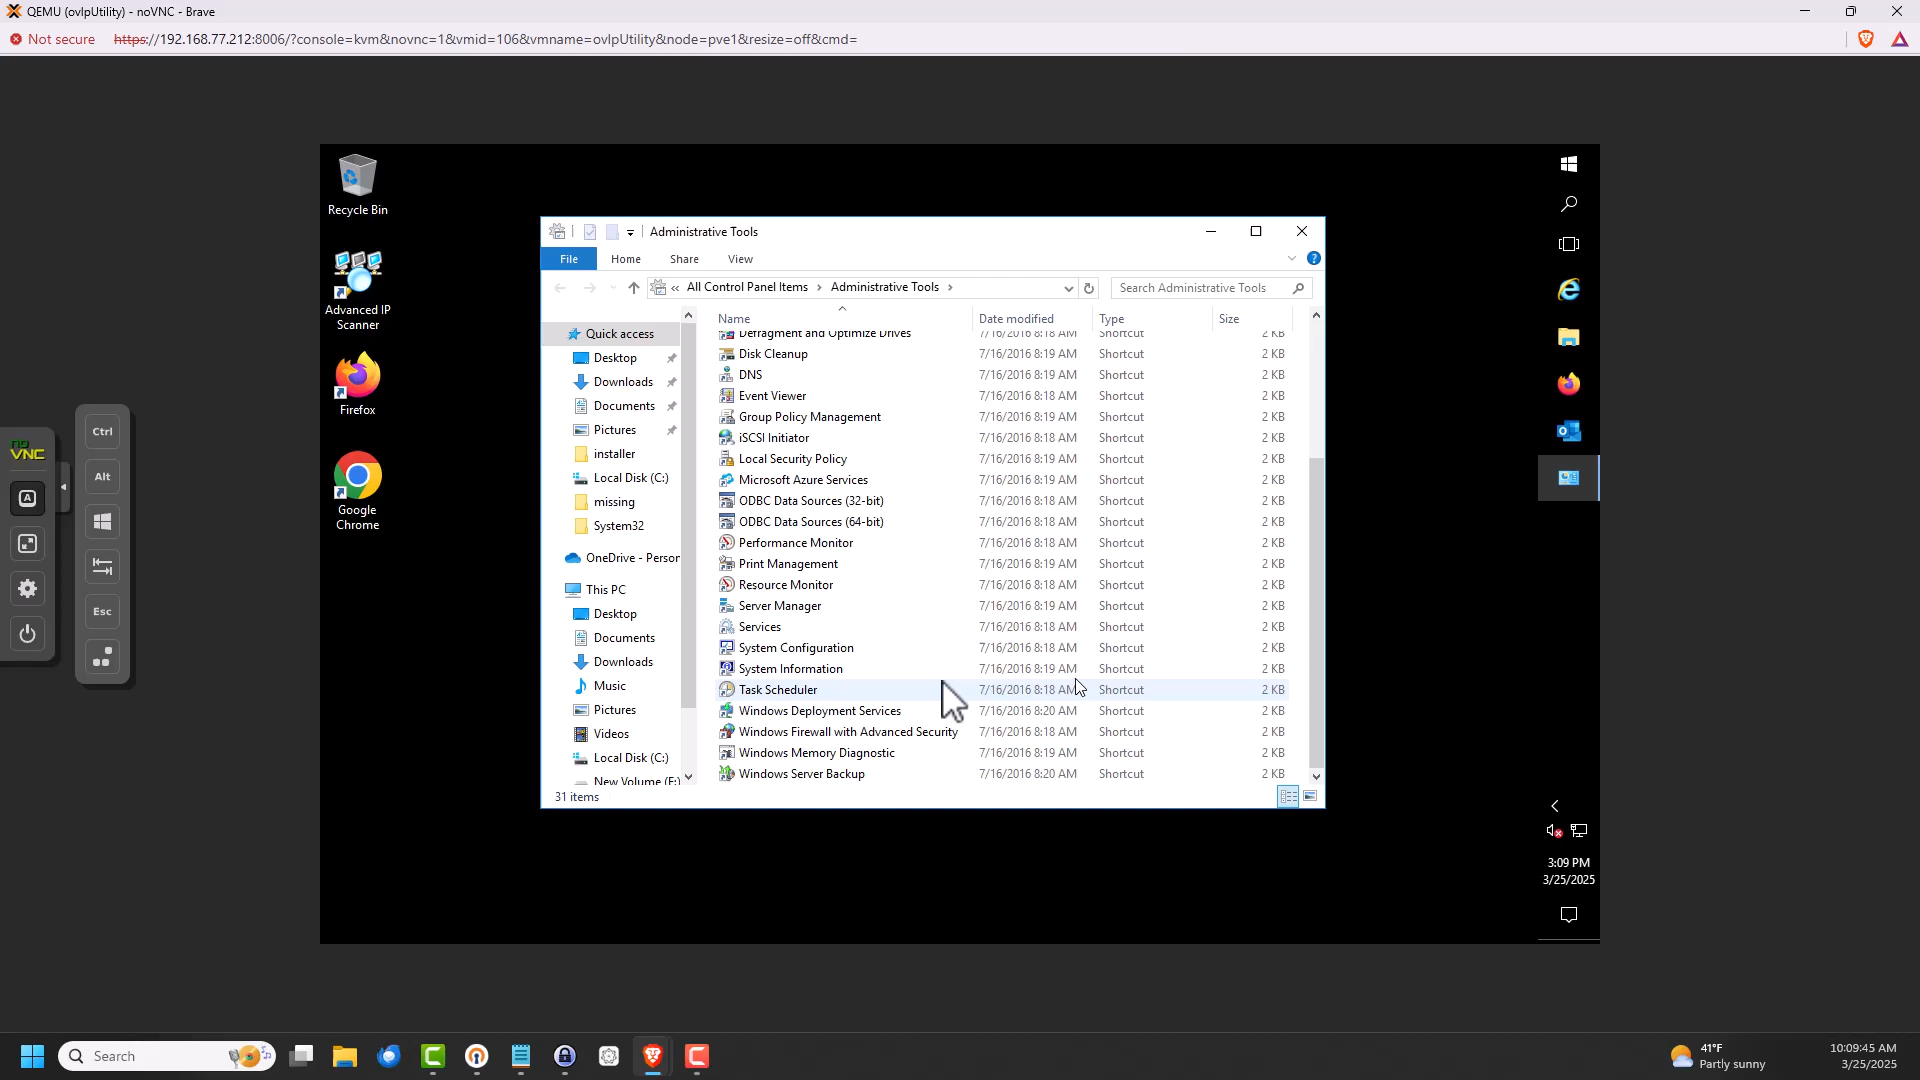 QEMU (ovlpUtility) - noVNC - Brave
Not secure https://192.168.77.212:8006/?console=kvm&novnc=1&vmid=106&vmname=ovlpUtility&node=pve1&resize=off&cmd=
Recycle Bin
Advanced IP
Scanner
Firefox
Google
Chrome
no
VNC
A
Ctrl
Alt
Esc
Administrative Tools
File Home Share View
« All Control Panel Items › Administrative Tools ›
Search Administrative Tools
Quick access
Desktop
Downloads
Documents
Pictures
installer
Local Disk (C:)
missing
System32
OneDrive - Person
This PC
Desktop
Documents
Downloads
Music
Pictures
Videos
Local Disk (C:)
New Volume (E:)
Name Date modified Type Size
Defragment and Optimize Drives 7/16/2016 8:18 AM Shortcut 2 KB
Disk Cleanup 7/16/2016 8:19 AM Shortcut 2 KB
DNS 7/16/2016 8:19 AM Shortcut 2 KB
Event Viewer 7/16/2016 8:18 AM Shortcut 2 KB
Group Policy Management 7/16/2016 8:19 AM Shortcut 2 KB
iSCSI Initiator 7/16/2016 8:18 AM Shortcut 2 KB
Local Security Policy 7/16/2016 8:19 AM Shortcut 2 KB
Microsoft Azure Services 7/16/2016 8:19 AM Shortcut 2 KB
ODBC Data Sources (32-bit) 7/16/2016 8:18 AM Shortcut 2 KB
ODBC Data Sources (64-bit) 7/16/2016 8:18 AM Shortcut 2 KB
Performance Monitor 7/16/2016 8:18 AM Shortcut 2 KB
Print Management 7/16/2016 8:19 AM Shortcut 2 KB
Resource Monitor 7/16/2016 8:18 AM Shortcut 2 KB
Server Manager 7/16/2016 8:19 AM Shortcut 2 KB
Services 7/16/2016 8:18 AM Shortcut 2 KB
System Configuration 7/16/2016 8:18 AM Shortcut 2 KB
System Information 7/16/2016 8:19 AM Shortcut 2 KB
Task Scheduler 7/16/2016 8:18 AM Shortcut 2 KB
Windows Deployment Services 7/16/2016 8:20 AM Shortcut 2 KB
Windows Firewall with Advanced Security 7/16/2016 8:18 AM Shortcut 2 KB
Windows Memory Diagnostic 7/16/2016 8:19 AM Shortcut 2 KB
Windows Server Backup 7/16/2016 8:20 AM Shortcut 2 KB
31 items
3:09 PM
3/25/2025
Search
41°F
Partly sunny
10:09:45 AM
3/25/2025